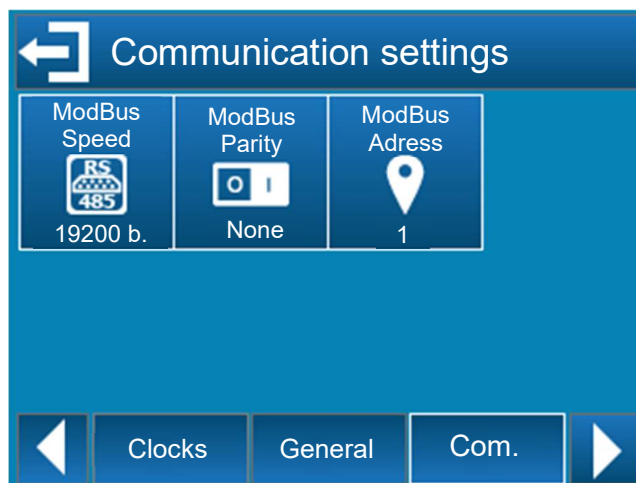 Communication settings
ModBus
Speed
RS
485
19200 b.
ModBus
Parity
O I
None
ModBus
Adress
1
Clocks
General
Com.